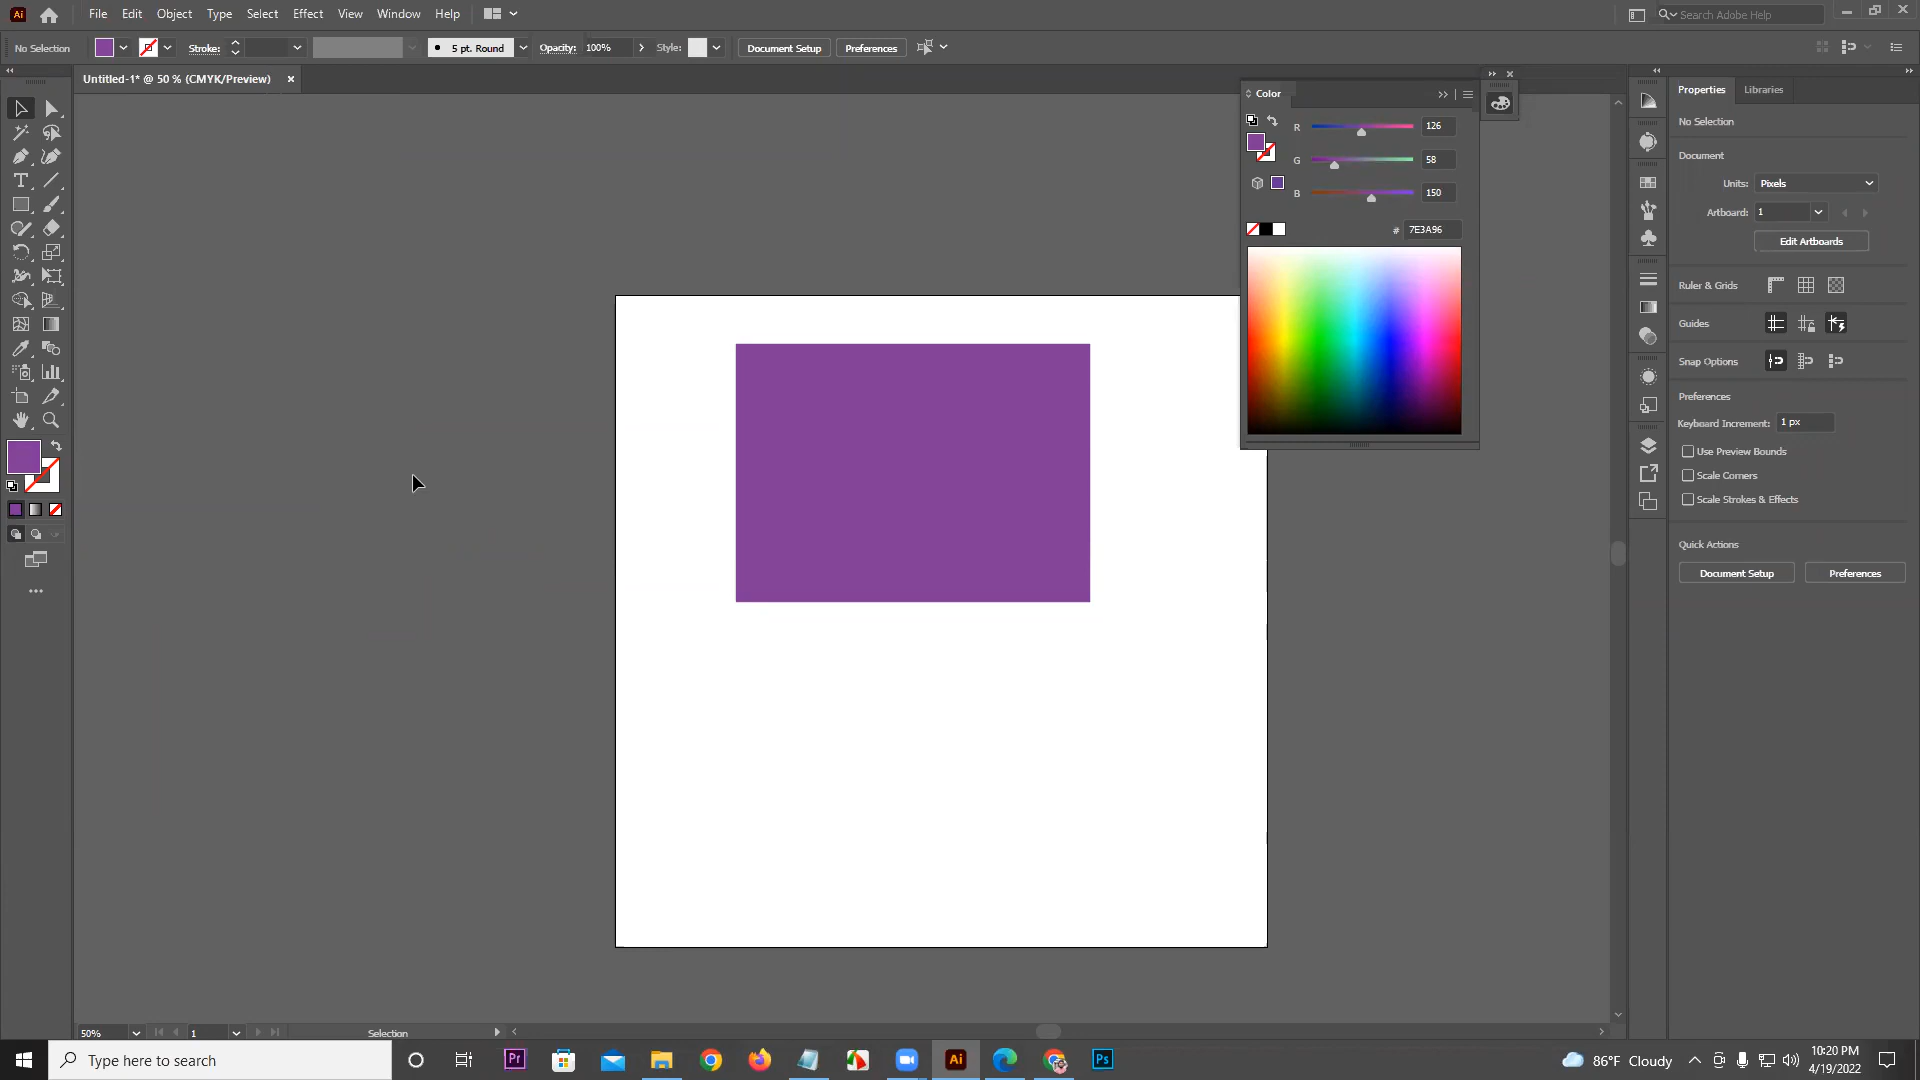 Ai File Edit Object Type Select Effect View Window Help Search Adobe Help
No Selection Stroke: 5 pt. Round Opacity: 100% Style: Document Setup Preferences
Untitled-1* @ 50 % (CMYK/Preview)
Color
R 126
G 58
B 150
# 7E3A96
Properties Libraries
No Selection
Document
Units: Pixels
Artboard: 1
Edit Artboards
Ruler & Grids
Guides
Snap Options
Preferences
Keyboard Increment: 1 px
Use Preview Bounds
Scale Corners
Scale Strokes & Effects
Quick Actions
Document Setup Preferences
50% 1 Selection
Type here to search Pr Ai Ps 86°F Cloudy 10:20 PM
4/19/2022